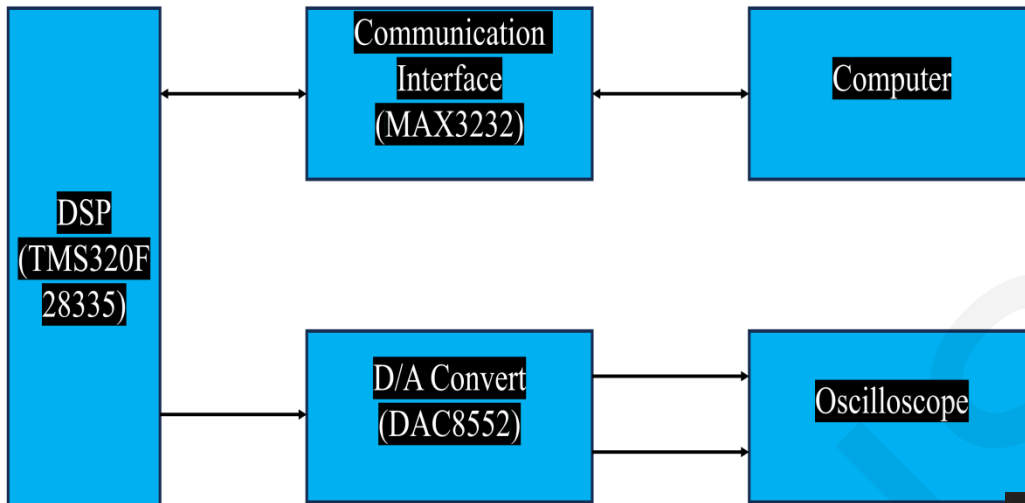 Communication
Interface
(MAX3232)
Computer
DSP
(TMS320F
28335)
D/A Convert
(DAC8552)
Oscilloscope